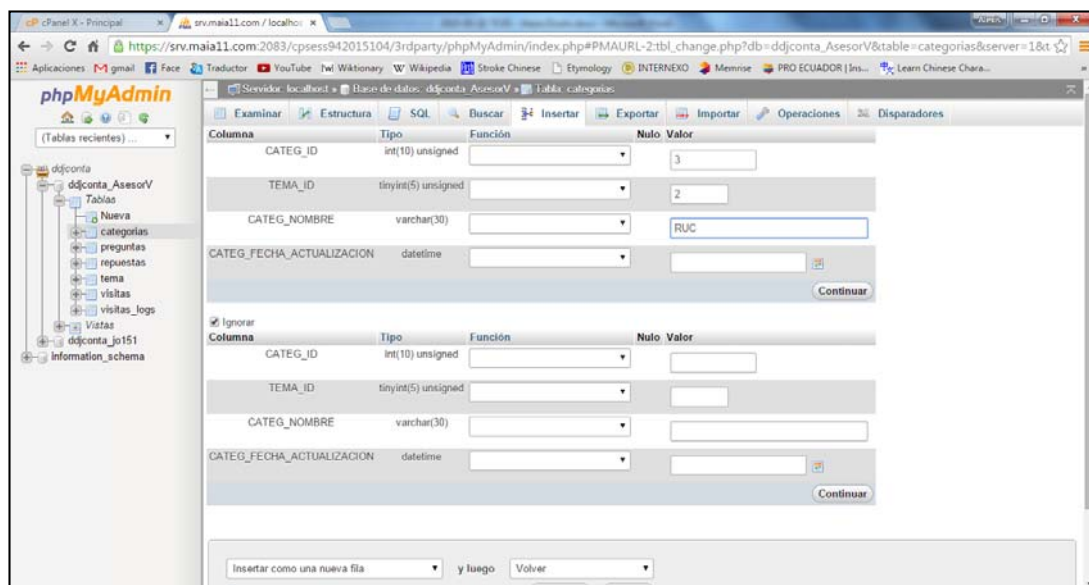 cPanel X - Principal
srv.maia11.com / localho
https://srv.maia11.com:2083/cpsess942015104/3rdparty/phpMyAdmin/index.php#PMAURL-2:tbl_change.php?db=ddjconta_AsesorV&table=categorias&server=1&t
Aplicaciones gmail Face Traductor YouTube Wiktionary Wikipedia Stroke Chinese Etymology INTERNEXO Memrise PRO ECUADOR | Ins... Learn Chinese Chara...
phpMyAdmin
(Tablas recientes) ...
ddjconta
ddjconta_AsesorV
Tablas
Nueva
categorias
preguntas
repuestas
tema
visitas
visitas_logs
Vistas
ddjconta_jo151
information_schema
Servidor: localhost » Base de datos: ddjconta_AsesorV » Tabla: categorias
Examinar Estructura SQL Buscar Insertar Exportar Importar Operaciones Disparadores
Columna Tipo Función Nulo Valor
CATEG_ID int(10) unsigned 3
TEMA_ID tinyint(5) unsigned 2
CATEG_NOMBRE varchar(30) RUC
CATEG_FECHA_ACTUALIZACION datetime
Continuar
Ignorar
Columna Tipo Función Nulo Valor
CATEG_ID int(10) unsigned
TEMA_ID tinyint(5) unsigned
CATEG_NOMBRE varchar(30)
CATEG_FECHA_ACTUALIZACION datetime
Continuar
Insertar como una nueva fila y luego Volver